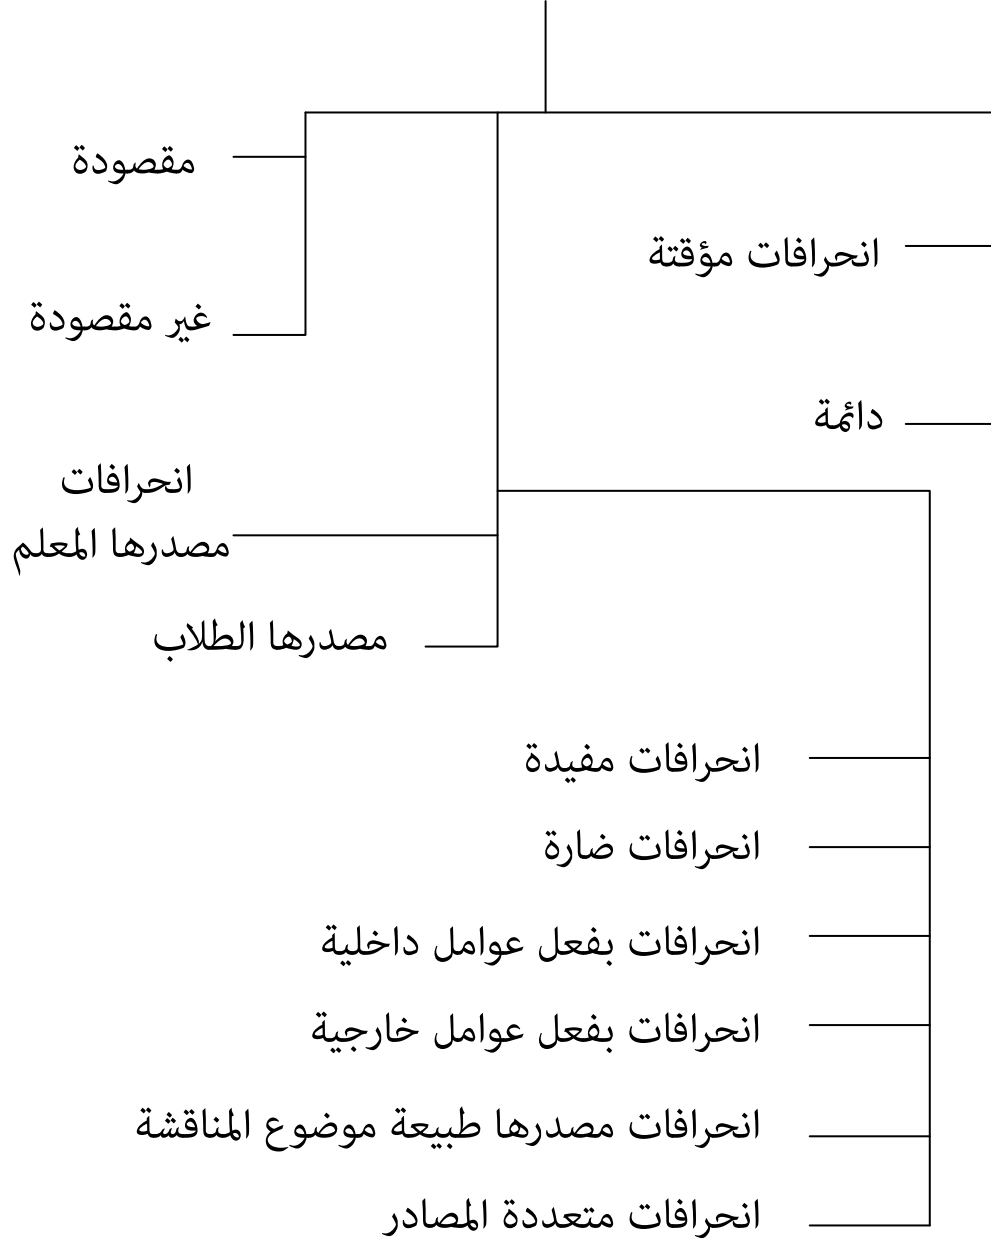 مقصودة
انحرافات مؤقتة
غير مقصودة
دائمة
انحرافات
مصدرها المعلم
مصدرها الطلاب
انحرافات مفيدة
انحرافات ضارة
انحرافات بفعل عوامل داخلية
انحرافات بفعل عوامل خارجية
انحرافات مصدرها طبيعة موضوع المناقشة
انحرافات متعددة المصادر